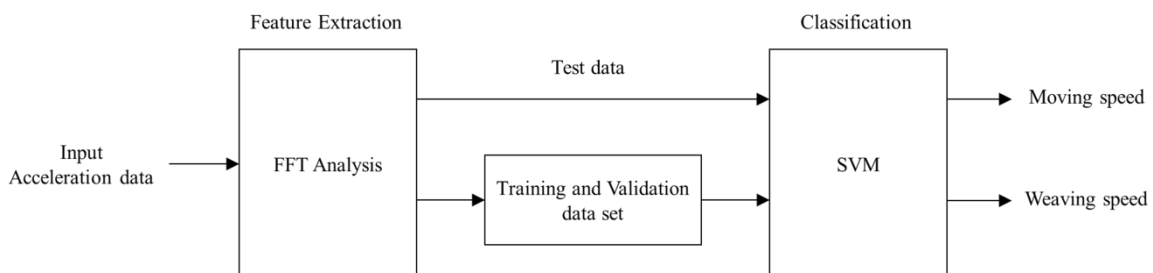 Feature Extraction
Classification
Test data
Moving speed
Input
Acceleration data
FFT Analysis
Training and Validation
data set
SVM
Weaving speed